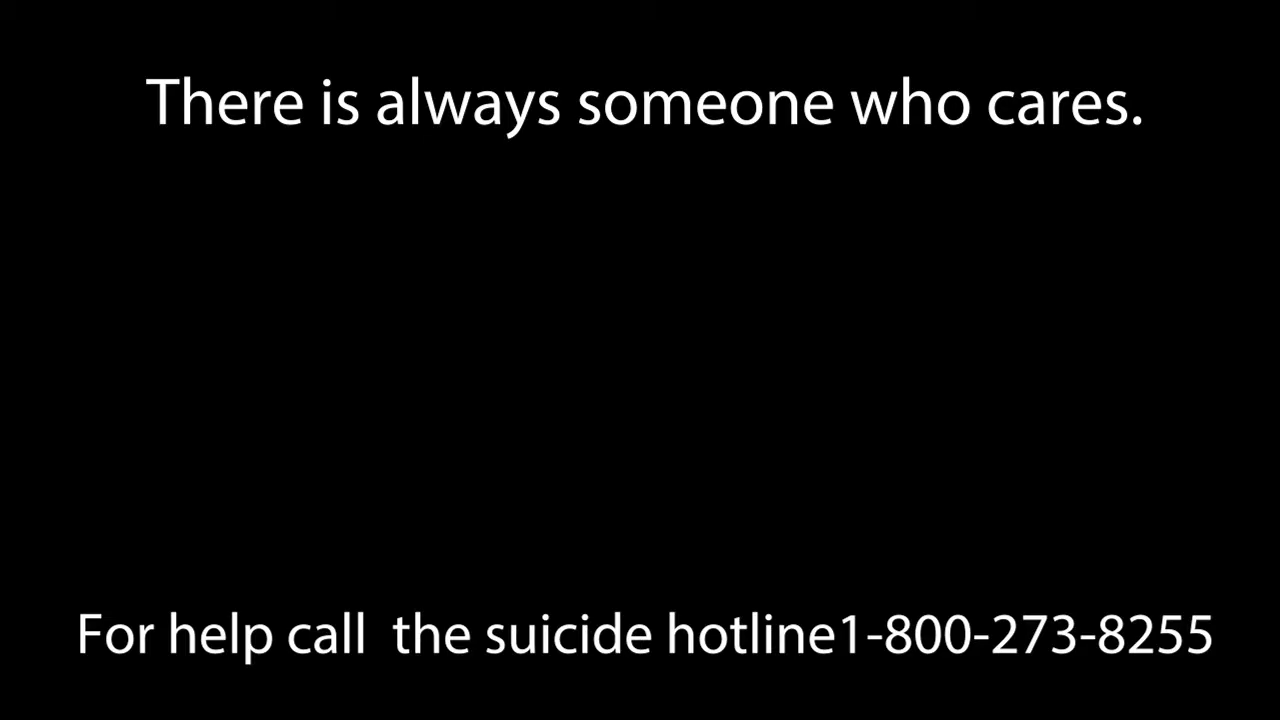 There is always someone who cares.
For help call  the suicide hotline1-800-273-8255